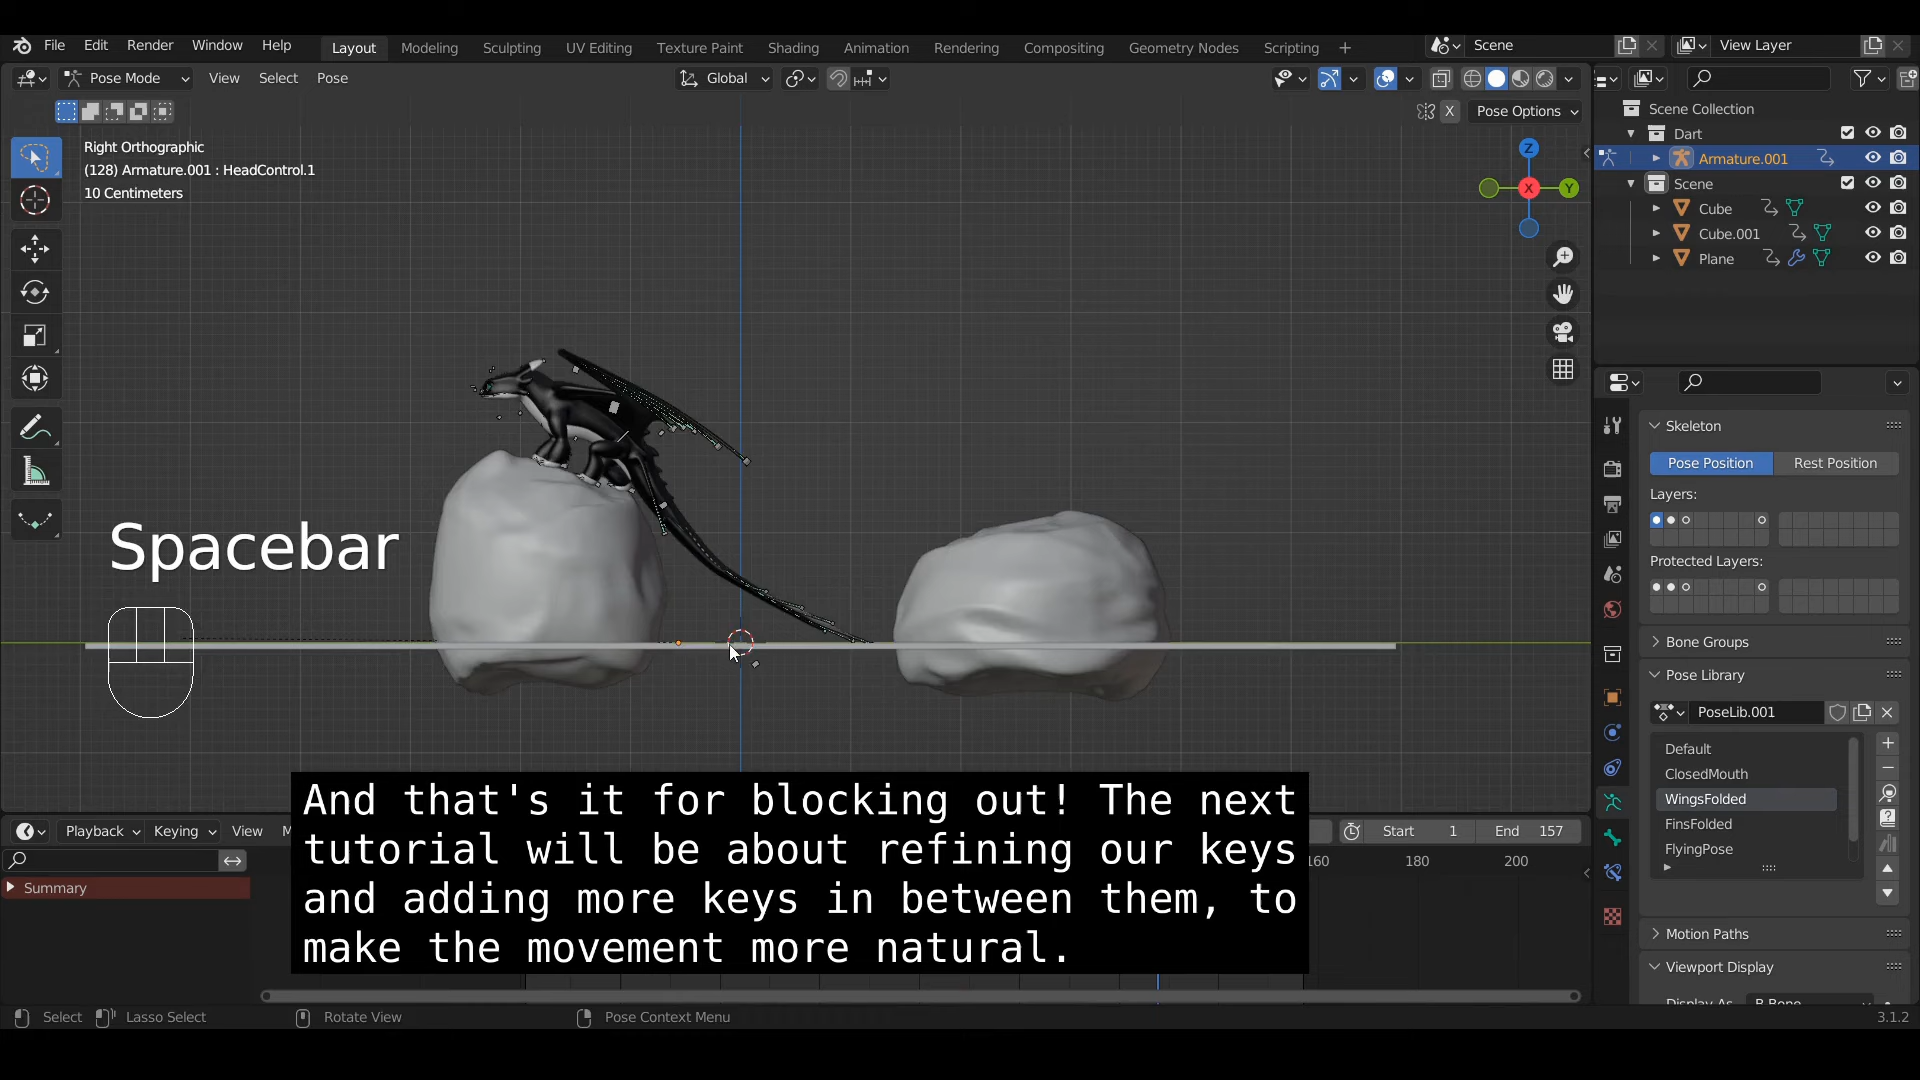 File Edit Render Window Help Layout Modeling Sculpting UV Editing Texture Paint Shading Animation Rendering Compositing Geometry Nodes Scripting + Scene View Layer
Pose Mode View Select Pose Global
X Pose Options
Right Orthographic
(128) Armature.001 : HeadControl.1
10 Centimeters
Z
X
Y
Scene Collection
Dart
Armature.001
Scene
Cube
Cube.001
Plane
Skeleton
Pose Position Rest Position
Layers:
Protected Layers:
Bone Groups
Pose Library
PoseLib.001
Default
ClosedMouth
WingsFolded
FinsFolded
FlyingPose
Motion Paths
Viewport Display
Spacebar
And that's it for blocking out! The next
tutorial will be about refining our keys
and adding more keys in between them, to
make the movement more natural.
Playback Keying View Start 1 End 157
160 180 200
Summary
Select Lasso Select Rotate View Pose Context Menu 3.1.2